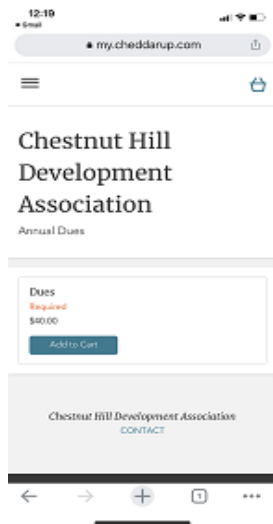 12:19
Gmail
my.cheddarup.com
Chestnut Hill
Development
Association
Annual Dues
Dues
Required
$40.00
Add to Cart
Chestnut Hill Development Association
CONTACT
1